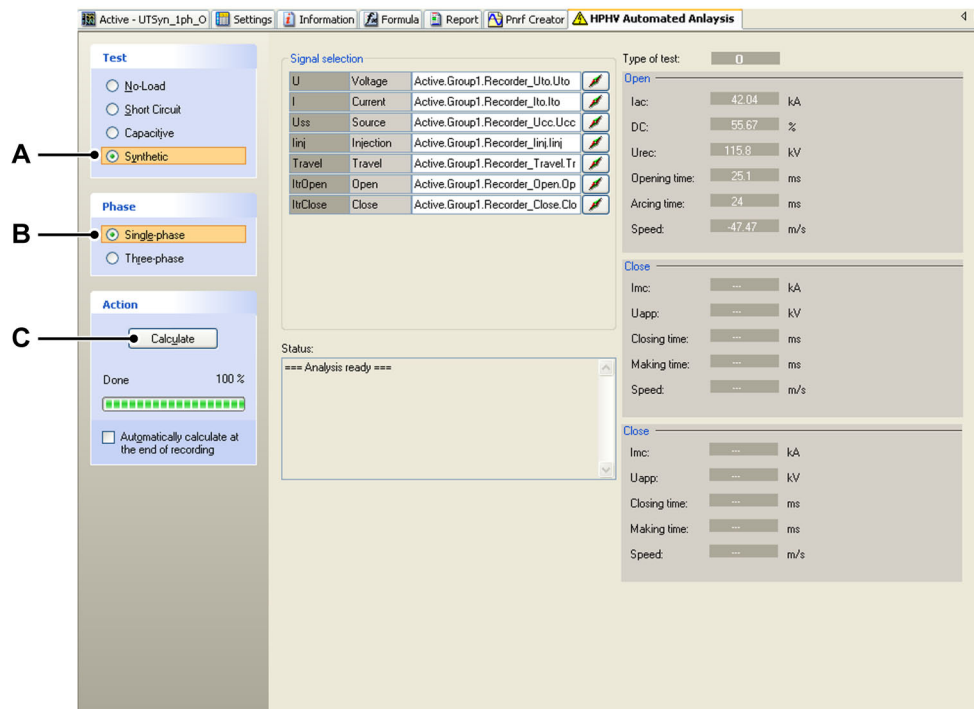 Active - UTSyn_1ph_O Settings Information Formula Report Pnrf Creator HPHV Automated Anlaysis
Test
No-Load
Short Circuit
Capacitive
A
Synthetic
Phase
B
Single-phase
Three-phase
Action
C
Calculate
Done 100 %
Automatically calculate at
the end of recording
Signal selection
U Voltage Active.Group1.Recorder_Uto.Uto
I Current Active.Group1.Recorder_Ito.Ito
Uss Source Active.Group1.Recorder_Ucc.Ucc
Iinj Injection Active.Group1.Recorder_Iinj.Iinj
Travel Travel Active.Group1.Recorder_Travel.Tr
ItrOpen Open Active.Group1.Recorder_Open.Op
ItrClose Close Active.Group1.Recorder_Close.Clo
Status:
=== Analysis ready ===
Type of test: O
Open
Iac: 42.04 kA
DC: 55.67 %
Urec: 115.8 kV
Opening time: 25.1 ms
Arcing time: 24 ms
Speed: -47.47 m/s
Close
Imc: --- kA
Uapp: --- kV
Closing time: --- ms
Making time: --- ms
Speed: --- m/s
Close
Imc: --- kA
Uapp: --- kV
Closing time: --- ms
Making time: --- ms
Speed: --- m/s